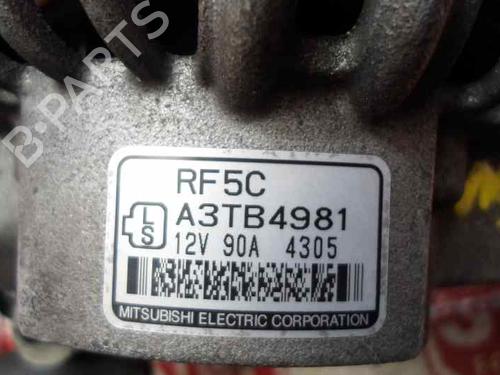 B-PARTS
RF5C
L
S
A3TB4981
12V 90A 4305
MITSUBISHI ELECTRIC CORPORATION